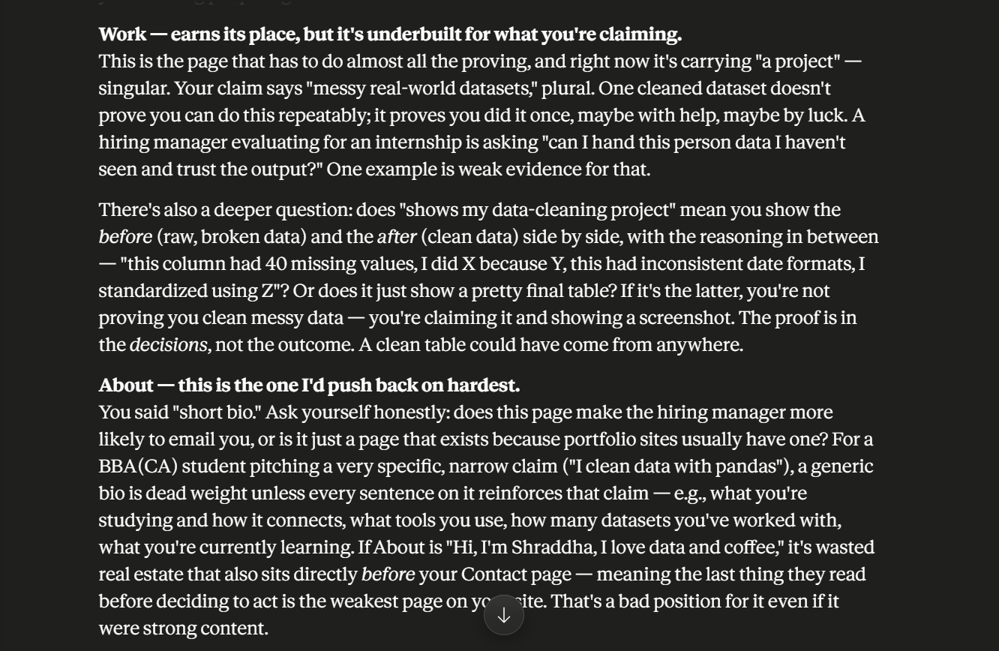 Work — earns its place, but it's underbuilt for what you're claiming.
This is the page that has to do almost all the proving, and right now it's carrying "a project" —
singular. Your claim says "messy real-world datasets," plural. One cleaned dataset doesn't
prove you can do this repeatably; it proves you did it once, maybe with help, maybe by luck. A
hiring manager evaluating for an internship is asking "can I hand this person data I haven't
seen and trust the output?" One example is weak evidence for that.
There's also a deeper question: does "shows my data-cleaning project" mean you show the
before (raw, broken data) and the after (clean data) side by side, with the reasoning in between
— "this column had 40 missing values, I did X because Y, this had inconsistent date formats, I
standardized using Z"? Or does it just show a pretty final table? If it's the latter, you're not
proving you clean messy data — you're claiming it and showing a screenshot. The proof is in
the decisions, not the outcome. A clean table could have come from anywhere.
About — this is the one I'd push back on hardest.
You said "short bio." Ask yourself honestly: does this page make the hiring manager more
likely to email you, or is it just a page that exists because portfolio sites usually have one? For a
BBA(CA) student pitching a very specific, narrow claim ("I clean data with pandas"), a generic
bio is dead weight unless every sentence on it reinforces that claim — e.g., what you're
studying and how it connects, what tools you use, how many datasets you've worked with,
what you're currently learning. If About is "Hi, I'm Shraddha, I love data and coffee," it's wasted
real estate that also sits directly before your Contact page — meaning the last thing they read
before deciding to act is the weakest page on site. That's a bad position for it even if it
were strong content.